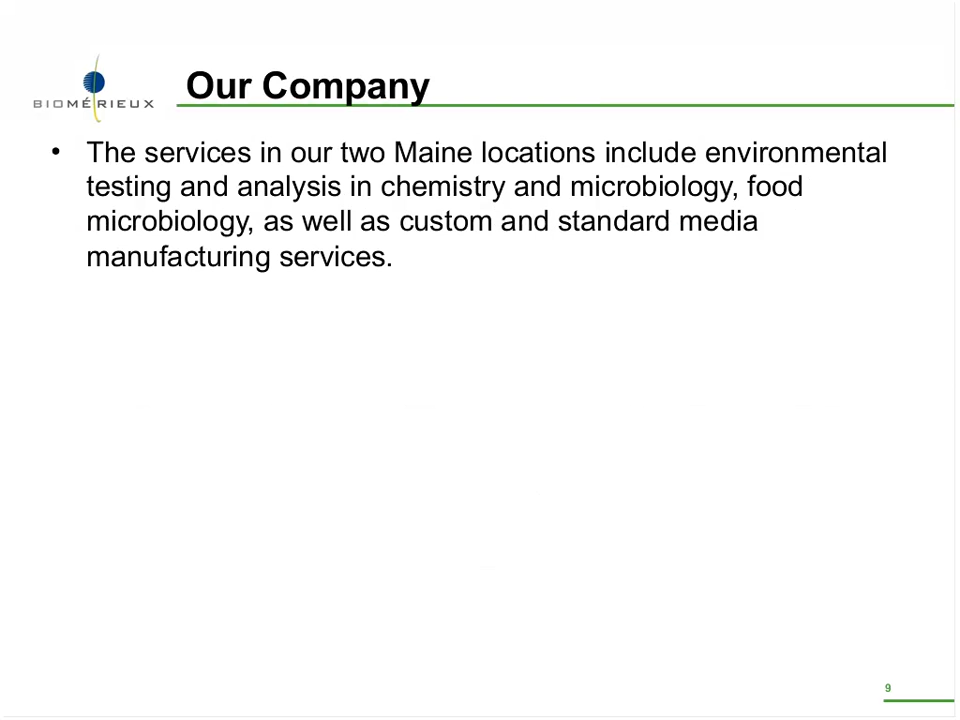 BIOMÉRIEUX
Our Company
• The services in our two Maine locations include environmental
testing and analysis in chemistry and microbiology, food
microbiology, as well as custom and standard media
manufacturing services.
9